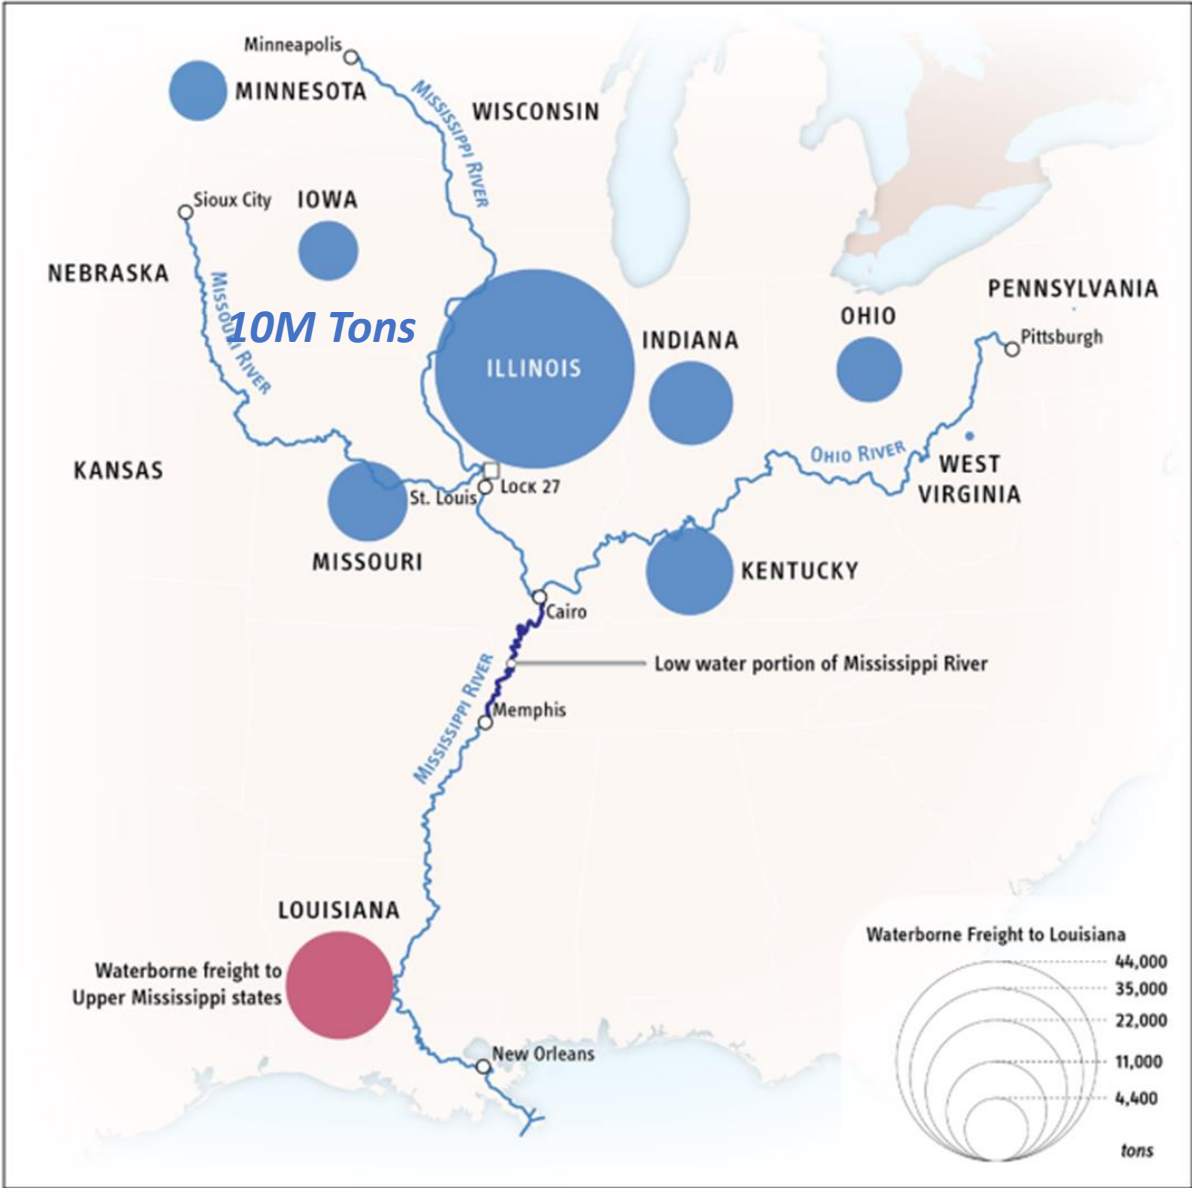 Minneapolis
MINNESOTA
MISSISSIPPI RIVER
WISCONSIN
Sioux City
IOWA
NEBRASKA
MISSOURI RIVER
10M Tons
ILLINOIS
INDIANA
OHIO
PENNSYLVANIA
Pittsburgh
OHIO RIVER
WEST
VIRGINIA
KANSAS
St. Louis
LOCK 27
MISSOURI
KENTUCKY
Cairo
Low water portion of Mississippi River
MISSISSIPPI RIVER
Memphis
LOUISIANA
Waterborne freight to
Upper Mississippi states
New Orleans
Waterborne Freight to Louisiana
44,000
35,000
22,000
11,000
4,400
tons